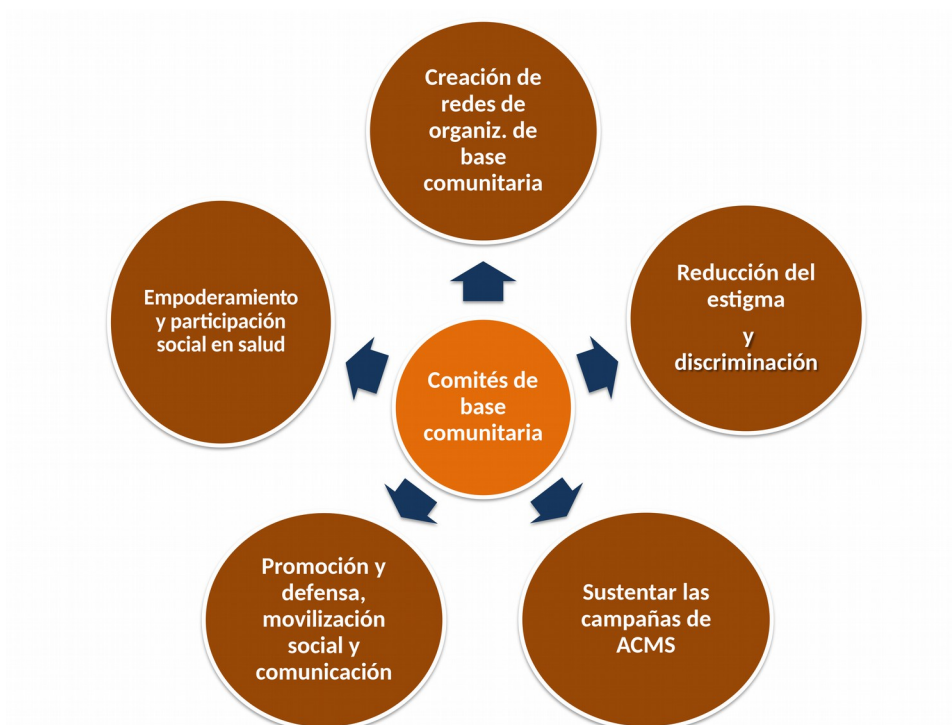 Creación de
redes de
organiz. de
base
comunitaria
Reducción del
estigma
y
discriminación
Empoderamiento
y participación
social en salud
Comités de
base
comunitaria
Promoción y
defensa,
movilización
social y
comunicación
Sustentar las
campañas de
ACMS